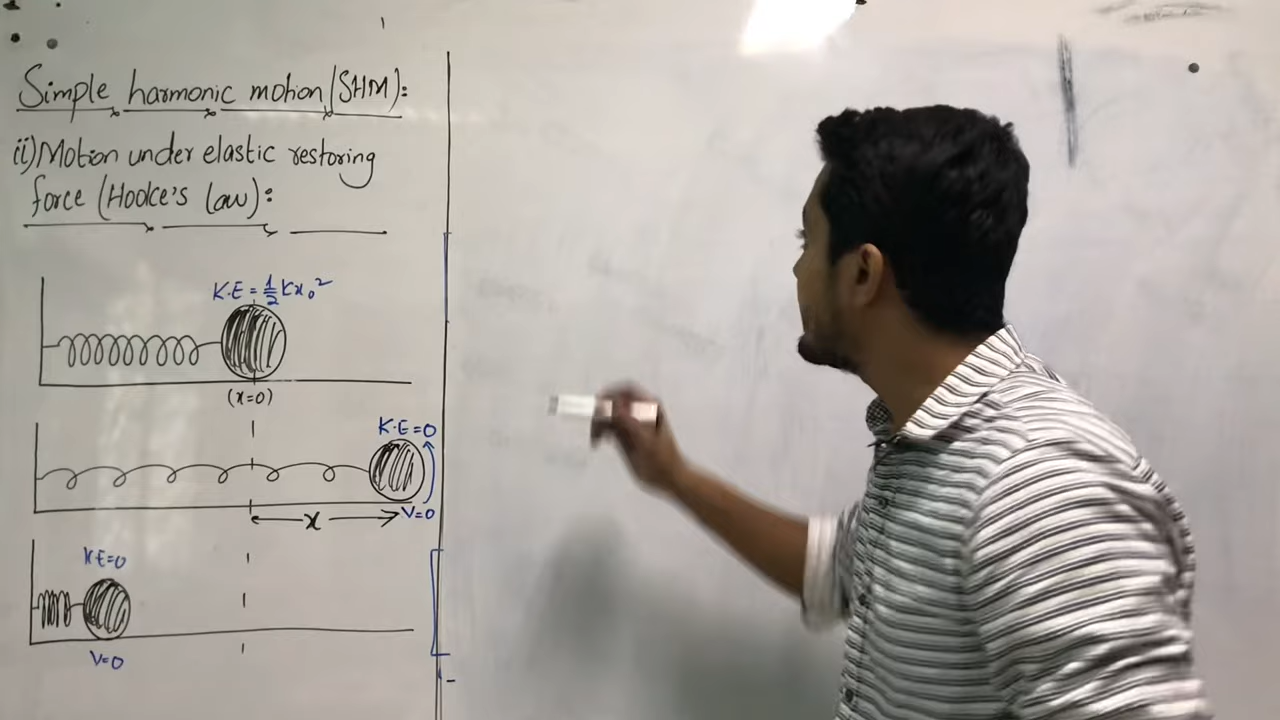 Simple harmonic motion (SHM):
ii) Motion under elastic restoring
force (Hooke's law):
K.E = 1/2 Kx₀²
(x=0)
K.E=0
x
V=0
K.E=0
V=0